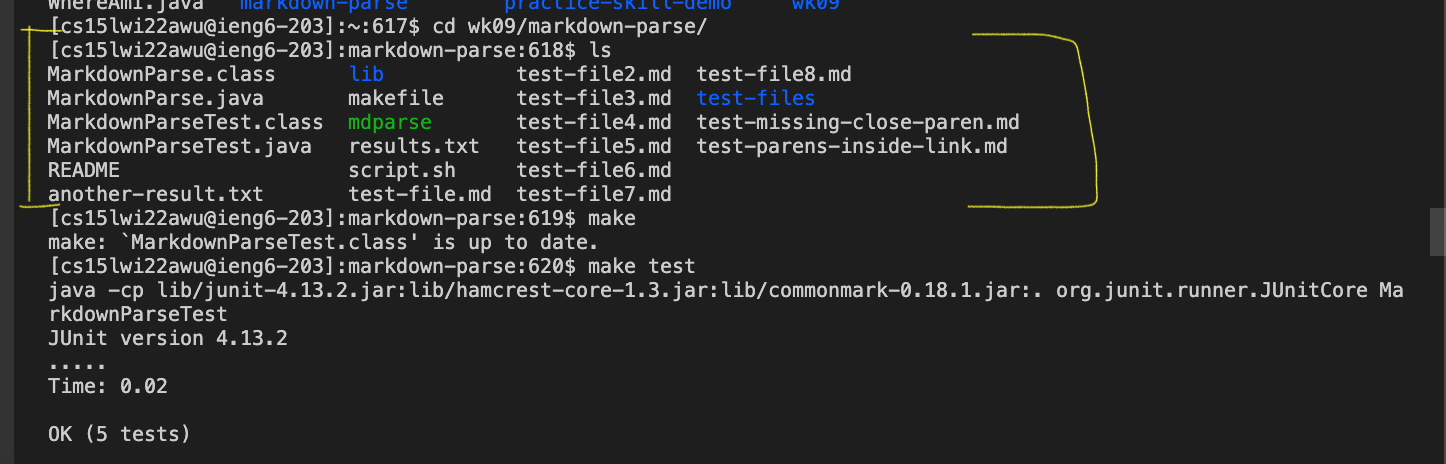 WhereAmI.java   markdown-parse        practice-skill-demo     wk09
[cs15lwi22awu@ieng6-203]:~:617$ cd wk09/markdown-parse/
[cs15lwi22awu@ieng6-203]:markdown-parse:618$ ls
MarkdownParse.class      lib           test-file2.md  test-file8.md
MarkdownParse.java       makefile      test-file3.md  test-files
MarkdownParseTest.class  mdparse       test-file4.md  test-missing-close-paren.md
MarkdownParseTest.java   results.txt   test-file5.md  test-parens-inside-link.md
README                   script.sh     test-file6.md
another-result.txt       test-file.md  test-file7.md
[cs15lwi22awu@ieng6-203]:markdown-parse:619$ make
make: `MarkdownParseTest.class' is up to date.
[cs15lwi22awu@ieng6-203]:markdown-parse:620$ make test
java -cp lib/junit-4.13.2.jar:lib/hamcrest-core-1.3.jar:lib/commonmark-0.18.1.jar:. org.junit.runner.JUnitCore Ma
rkdownParseTest
JUnit version 4.13.2
.....
Time: 0.02
OK (5 tests)